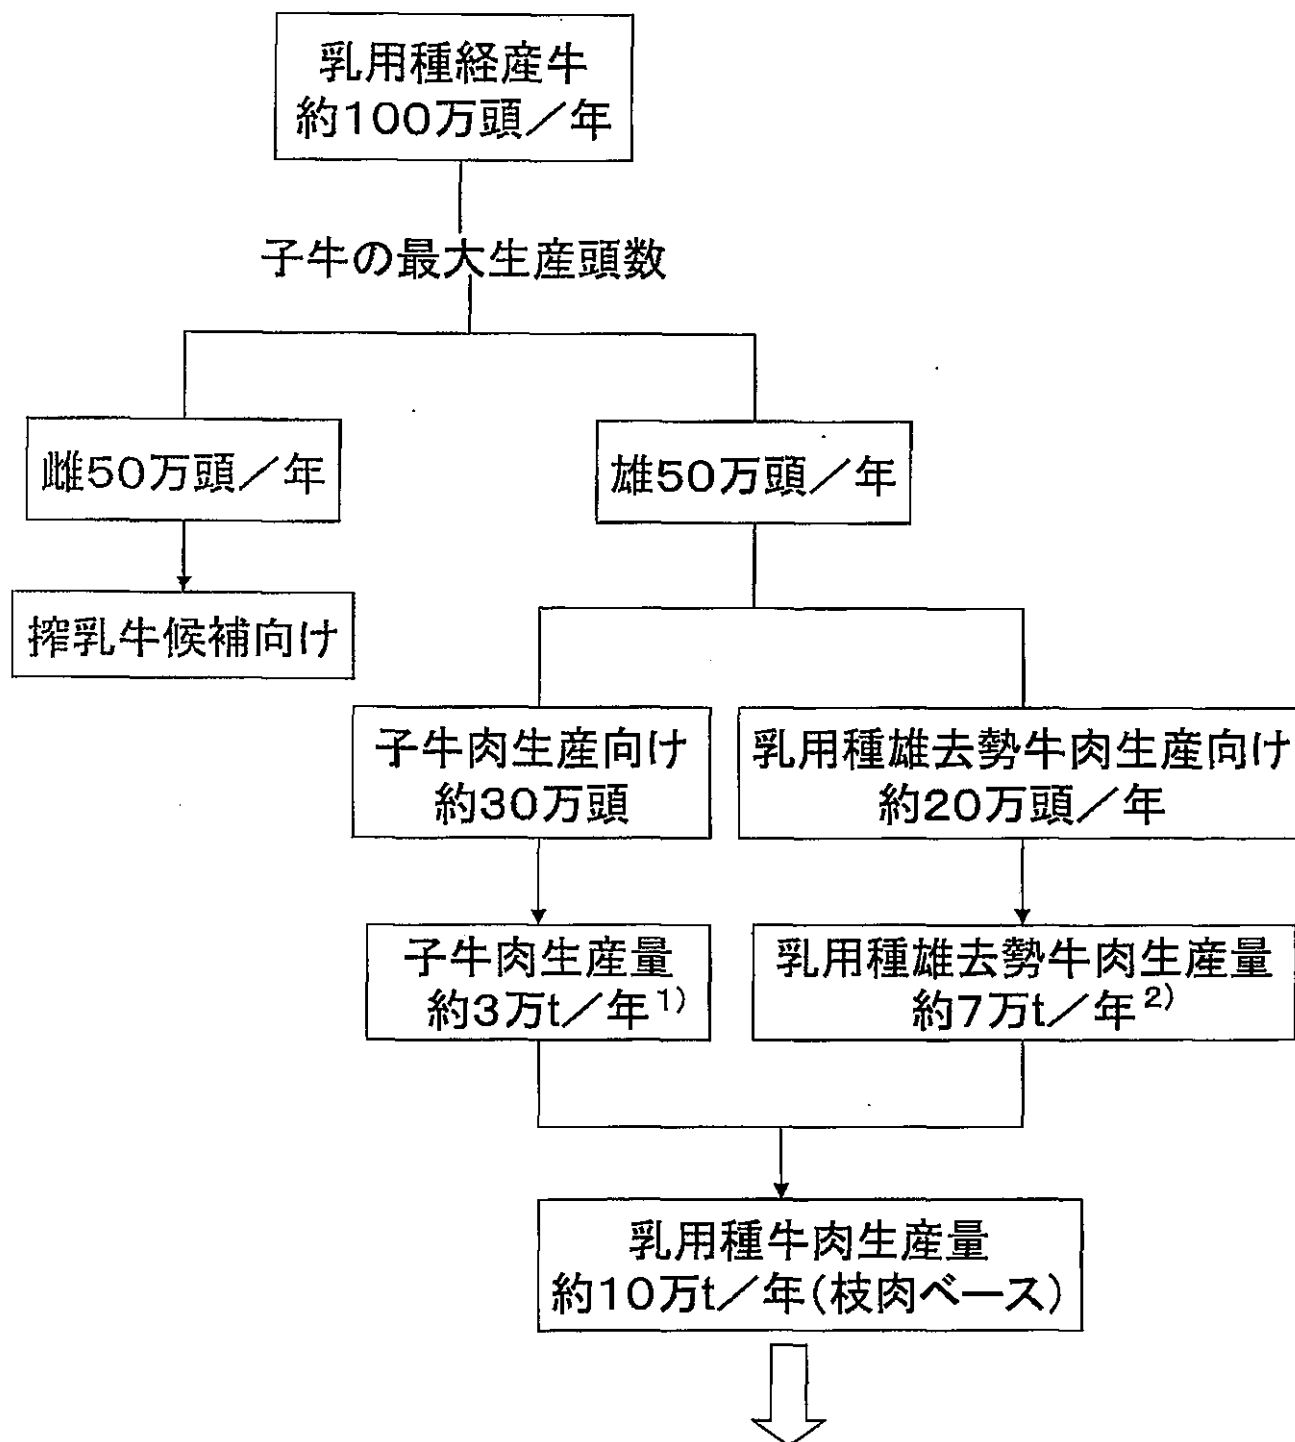 乳用種経産牛
約100万頭／年
子牛の最大生産頭数
雌50万頭／年
雄50万頭／年
搾乳牛候補向け
子牛肉生産向け
約30万頭
乳用種雄去勢牛肉生産向け
約20万頭／年
子牛肉生産量
約3万t／年1)
乳用種雄去勢牛肉生産量
約7万t／年2)
乳用種牛肉生産量
約10万t／年(枝肉ベース)